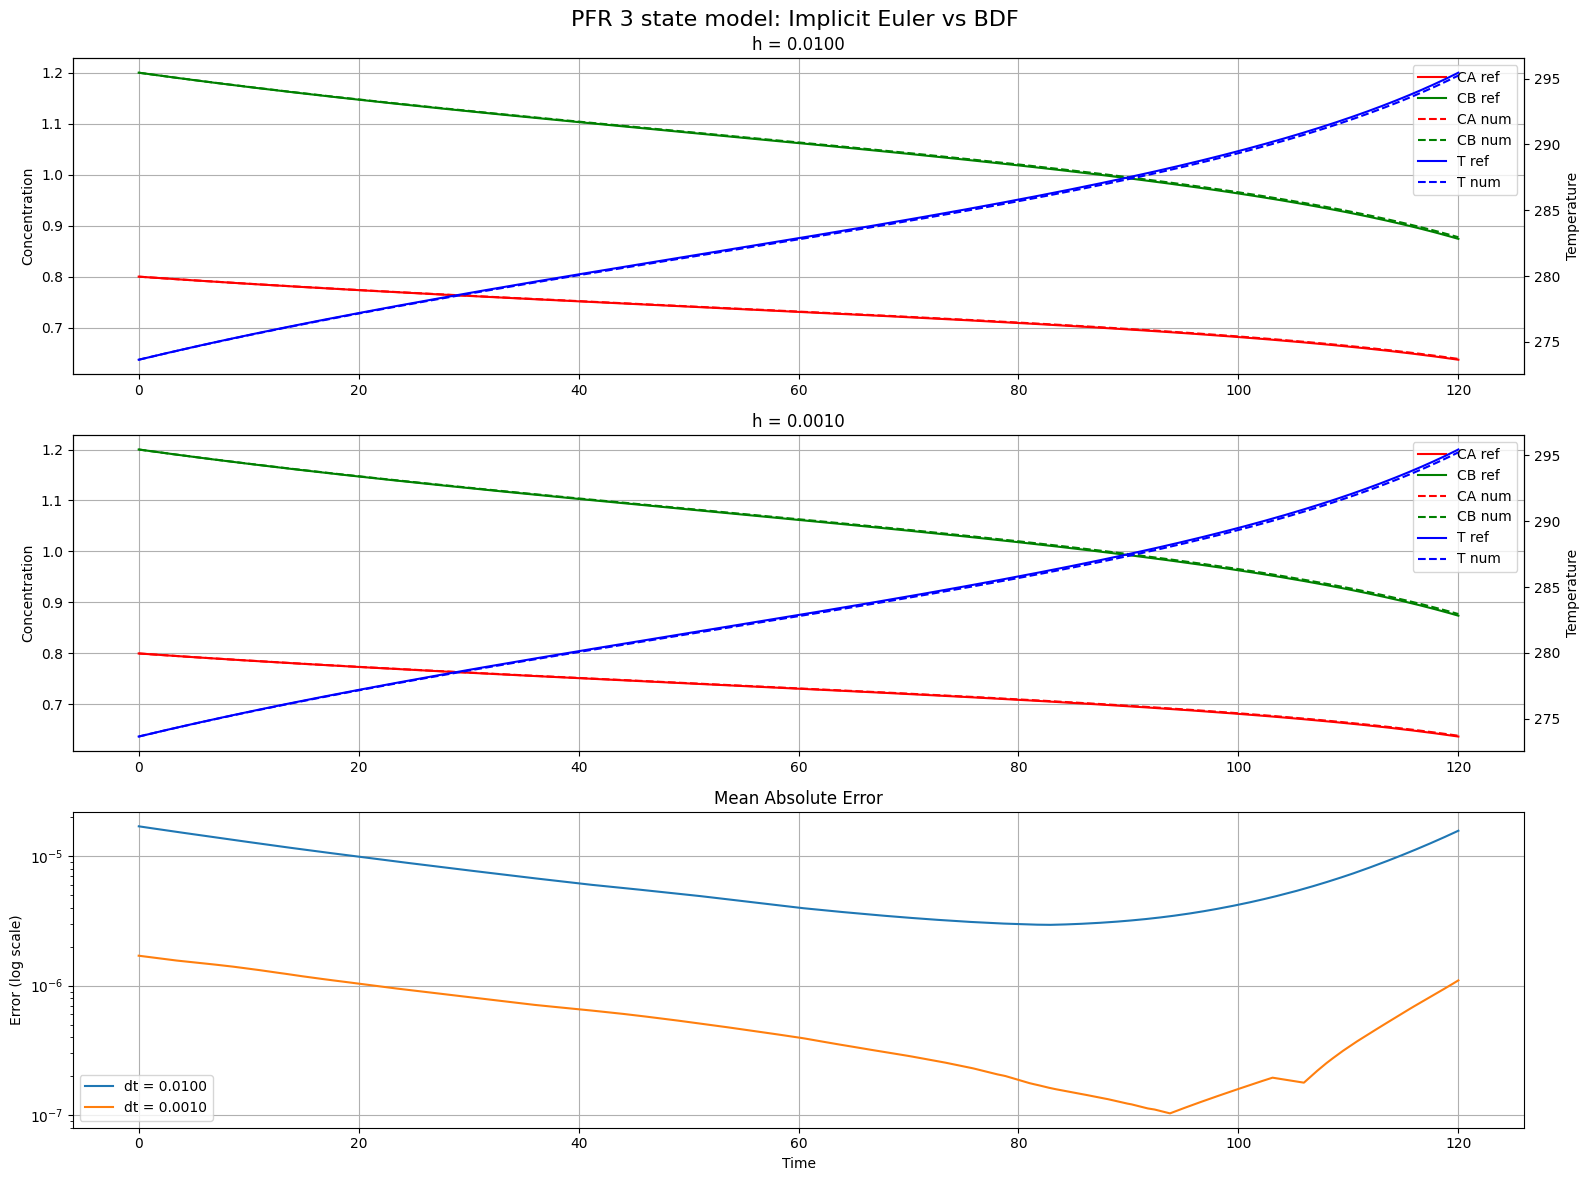 PFR 3 state model: Implicit Euler vs BDF
h = 0.0100
Concentration
1.2
1.1
1.0
0.9
0.8
0.7
0 20 40 60 80 100 120
295
290
285
280
275
Temperature
CA ref
CB ref
CA num
CB num
T ref
T num
h = 0.0010
Concentration
1.2
1.1
1.0
0.9
0.8
0.7
0 20 40 60 80 100 120
295
290
285
280
275
Temperature
CA ref
CB ref
CA num
CB num
T ref
T num
Mean Absolute Error
Error (log scale)
10⁻⁵
10⁻⁶
10⁻⁷
dt = 0.0100
dt = 0.0010
0 20 40 60 80 100 120
Time